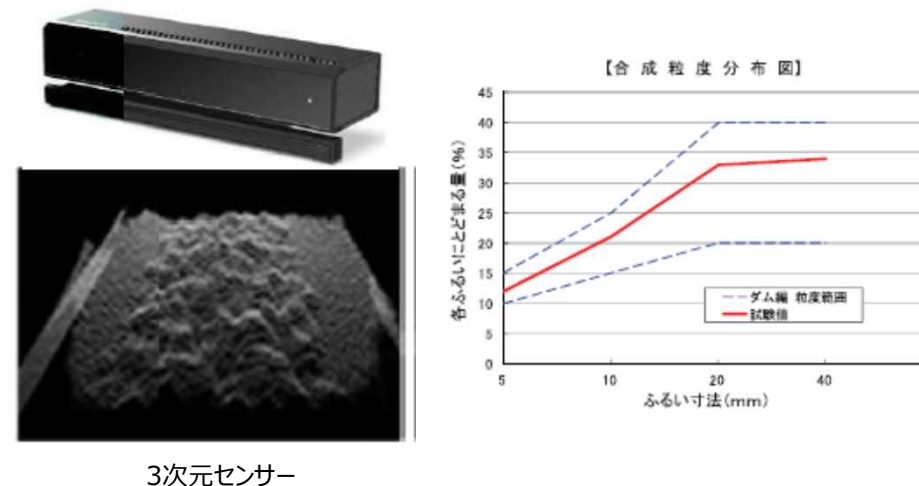 3次元センサー
【合成粒度分布図】
各ふるいにとどまる量(%)
45
40
35
30
25
20
15
10
5
0
ダム編 粒度範囲
試験値
5 10 20 40
ふるい寸法(mm)